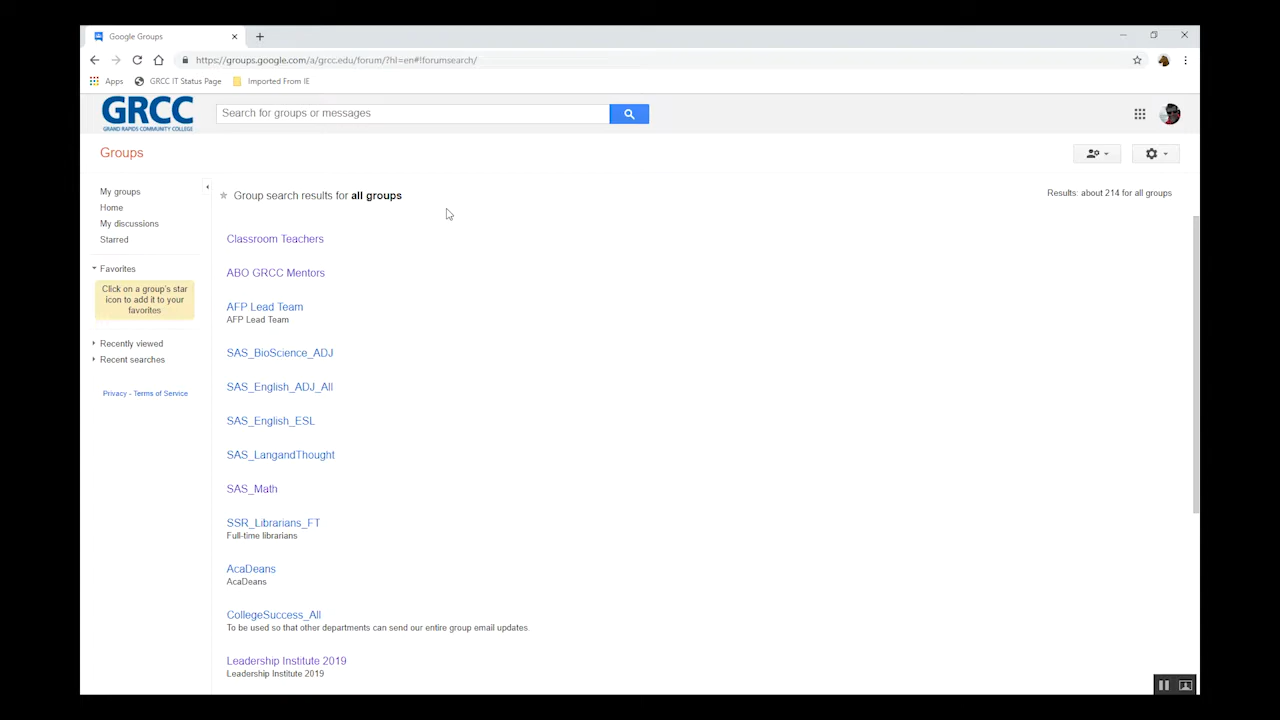 Google Groups
https://groups.google.com/a/grcc.edu/forum/?hl=en#!forumsearch/
Apps
GRCC IT Status Page
Imported From IE
GRCC
GRAND RAPIDS COMMUNITY COLLEGE
Search for groups or messages
Groups
My groups
Home
My discussions
Starred
Favorites
Click on a group's star
icon to add it to your
favorites
Recently viewed
Recent searches
Privacy - Terms of Service
Group search results for all groups
Results: about 214 for all groups
Classroom Teachers
ABO GRCC Mentors
AFP Lead Team
AFP Lead Team
SAS_BioScience_ADJ
SAS_English_ADJ_All
SAS_English_ESL
SAS_LangandThought
SAS_Math
SSR_Librarians_FT
Full-time librarians
AcaDeans
AcaDeans
CollegeSuccess_All
To be used so that other departments can send our entire group email updates.
Leadership Institute 2019
Leadership Institute 2019